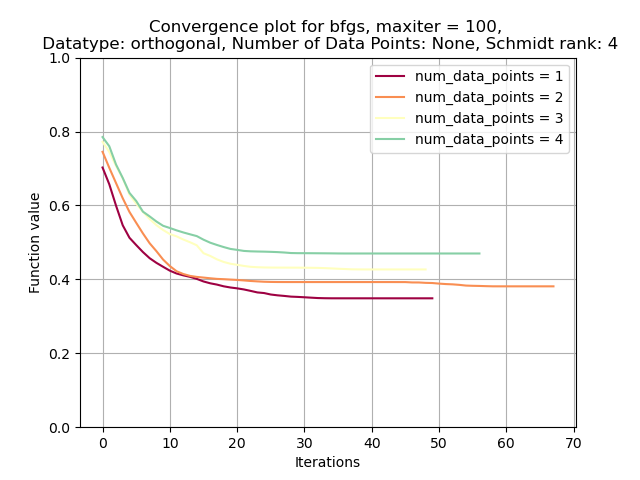 Convergence plot for bfgs, maxiter = 100,
Datatype: orthogonal, Number of Data Points: None, Schmidt rank: 4
num_data_points = 1
num_data_points = 2
num_data_points = 3
num_data_points = 4
Function value
1.0
0.8
0.6
0.4
0.2
0.0
0 10 20 30 40 50 60 70
Iterations